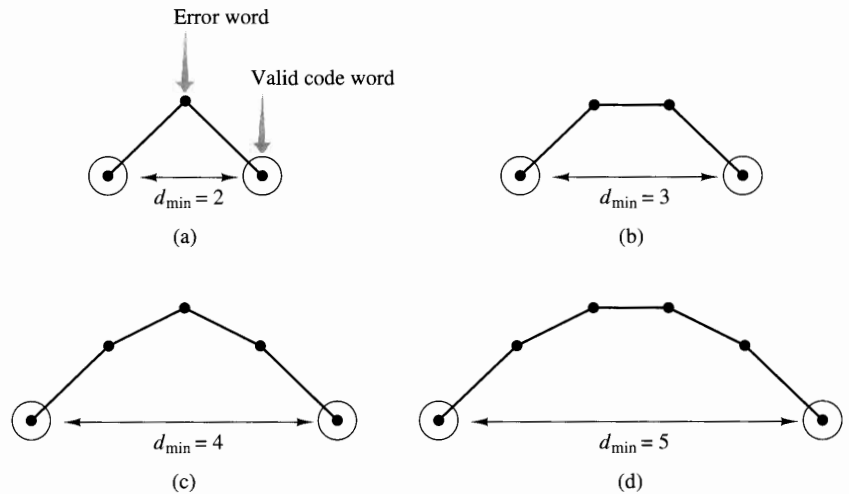 Error word
Valid code word
d_min = 2
(a)
d_min = 3
(b)
d_min = 4
(c)
d_min = 5
(d)